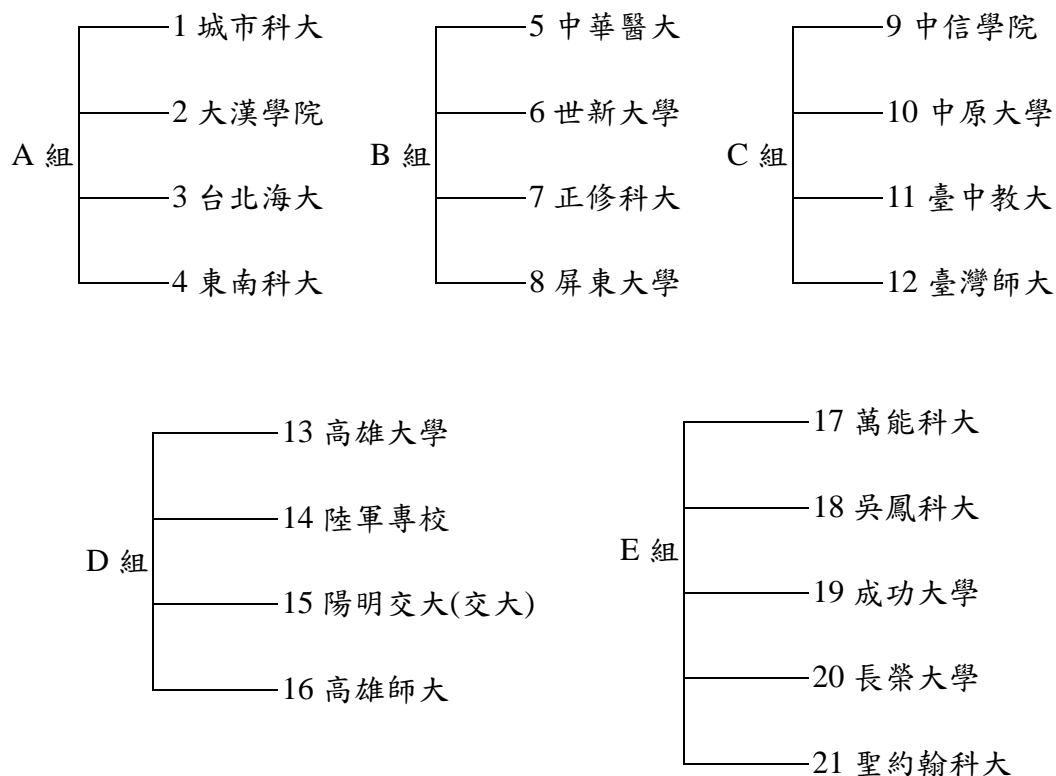 1 城市科大
2 大漢學院
A 組
3 台北海大
4 東南科大
5 中華醫大
6 世新大學
B 組
7 正修科大
8 屏東大學
9 中信學院
10 中原大學
C 組
11 臺中教大
12 臺灣師大
13 高雄大學
14 陸軍專校
D 組
15 陽明交大(交大)
16 高雄師大
17 萬能科大
18 吳鳳科大
E 組
19 成功大學
20 長榮大學
21 聖約翰科大